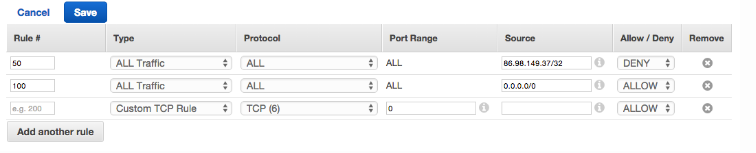 Cancel Save
Rule # Type Protocol Port Range Source Allow / Deny Remove
50 ALL Traffic ALL ALL 86.98.149.37/32 DENY
100 ALL Traffic ALL ALL 0.0.0.0/0 ALLOW
e.g. 200 Custom TCP Rule TCP (6) 0 ALLOW
Add another rule